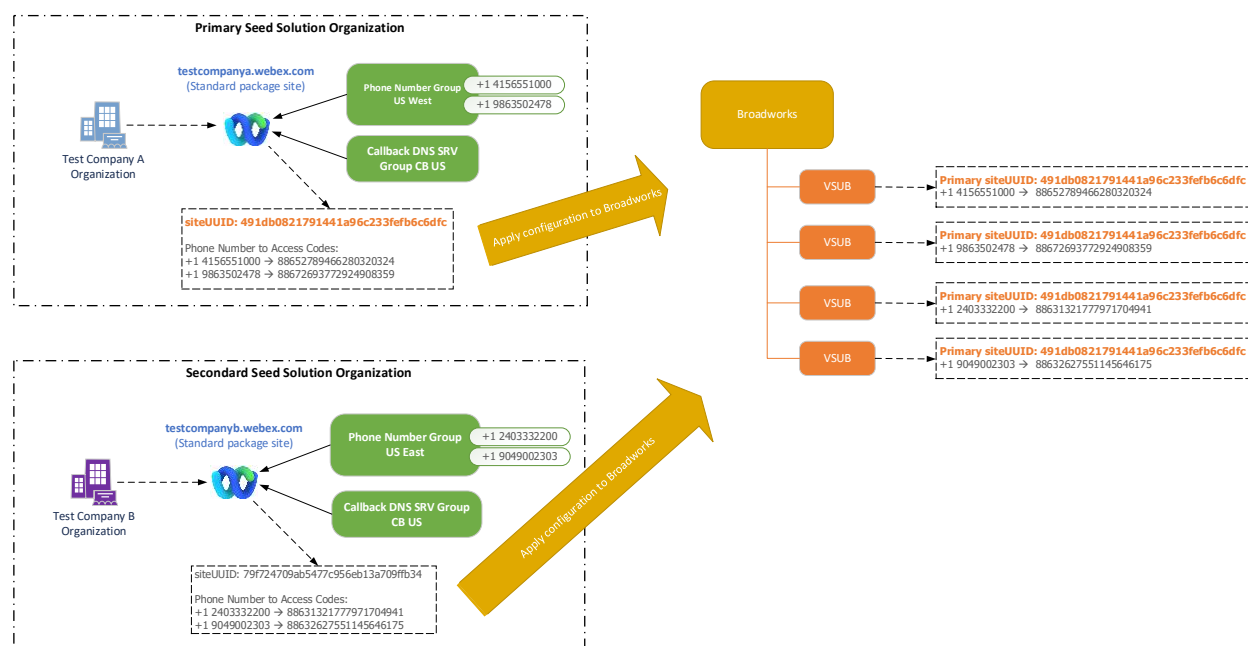 Primary Seed Solution Organization
testcompanya.webex.com
(Standard package site)
Phone Number Group
US West
+1 4156551000
+1 9863502478
Test Company A
Organization
Callback DNS SRV
Group CB US
siteUUID: 491db0821791441a96c233fefb6c6dfc
Phone Number to Access Codes:
+1 4156551000 → 88652789466280320324
+1 9863502478 → 88672693772924908359
Apply configuration to Broadworks
Secondard Seed Solution Organization
testcompanyb.webex.com
(Standard package site)
Phone Number Group
US East
+1 2403332200
+1 9049002303
Test Company B
Organization
Callback DNS SRV Group
CB US
siteUUID: 79f724709ab5477c956eb13a709ffb34
Phone Number to Access Codes:
+1 2403332200 → 88631321777971704941
+1 9049002303 → 88632627551145646175
Apply configuration to Broadworks
Broadworks
VSUB
Primary siteUUID: 491db0821791441a96c233fefb6c6dfc
+1 4156551000 → 88652789466280320324
VSUB
Primary siteUUID: 491db0821791441a96c233fefb6c6dfc
+1 9863502478 → 88672693772924908359
VSUB
Primary siteUUID: 491db0821791441a96c233fefb6c6dfc
+1 2403332200 → 88631321777971704941
VSUB
Primary siteUUID: 491db0821791441a96c233fefb6c6dfc
+1 9049002303 → 88632627551145646175